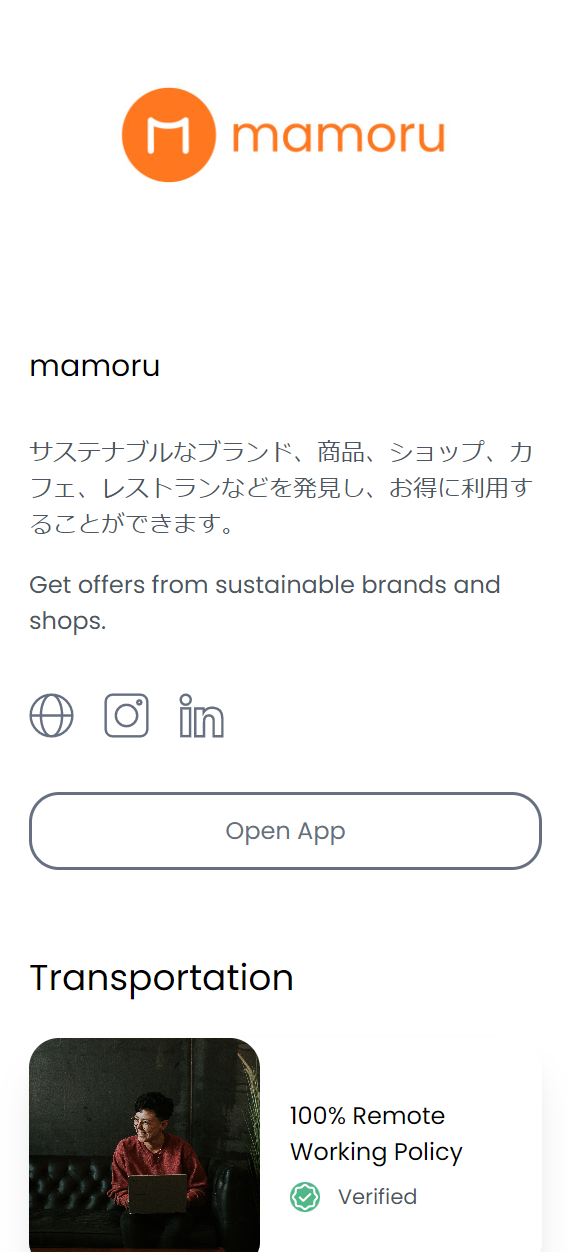 mamoru
mamoru
サステナブルなブランド、商品、ショップ、カ
フェ、レストランなどを発見し、お得に利用す
ることができます。
Get offers from sustainable brands and
shops.
Open App
Transportation
100% Remote
Working Policy
Verified